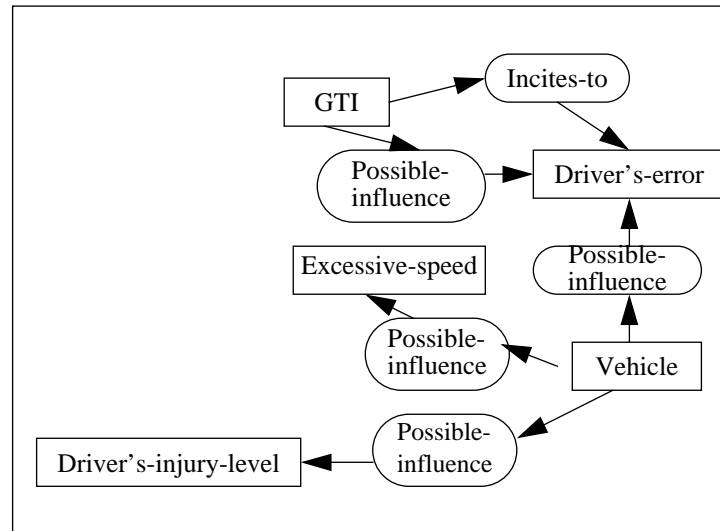 Incites-to
GTI
Possible-
influence
Driver’s-error
Possible-
influence
Excessive-speed
Possible-
influence
Vehicle
Possible-
influence
Driver’s-injury-level